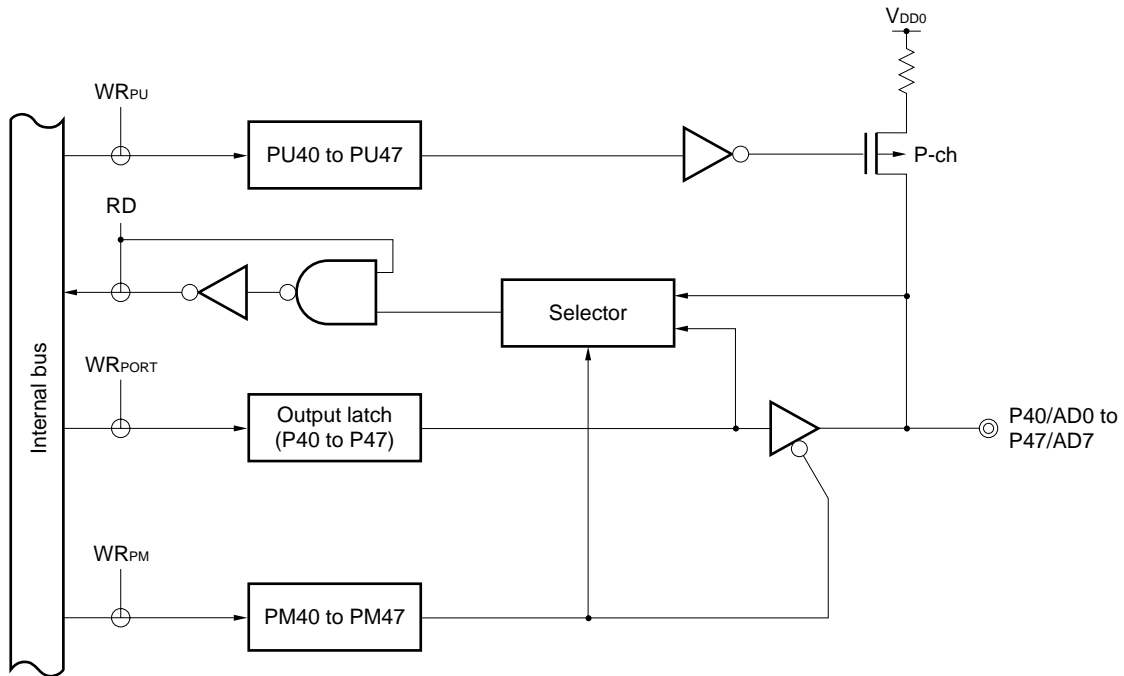 VDD0
WRPU
PU40 to PU47
P-ch
RD
Selector
Internal bus
WRPORT
Output latch
(P40 to P47)
P40/AD0 to
P47/AD7
WRPM
PM40 to PM47